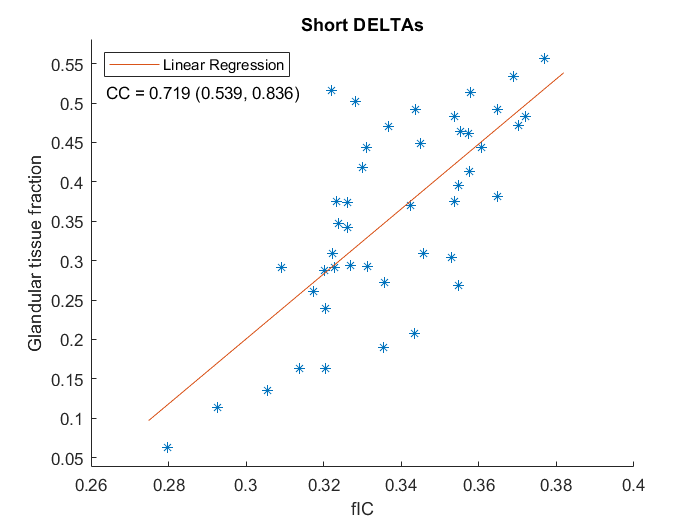 Short DELTAs
Linear Regression
CC = 0.719 (0.539, 0.836)
Glandular tissue fraction
0.55
0.5
0.45
0.4
0.35
0.3
0.25
0.2
0.15
0.1
0.05
0.26 0.28 0.3 0.32 0.34 0.36 0.38 0.4
fIC